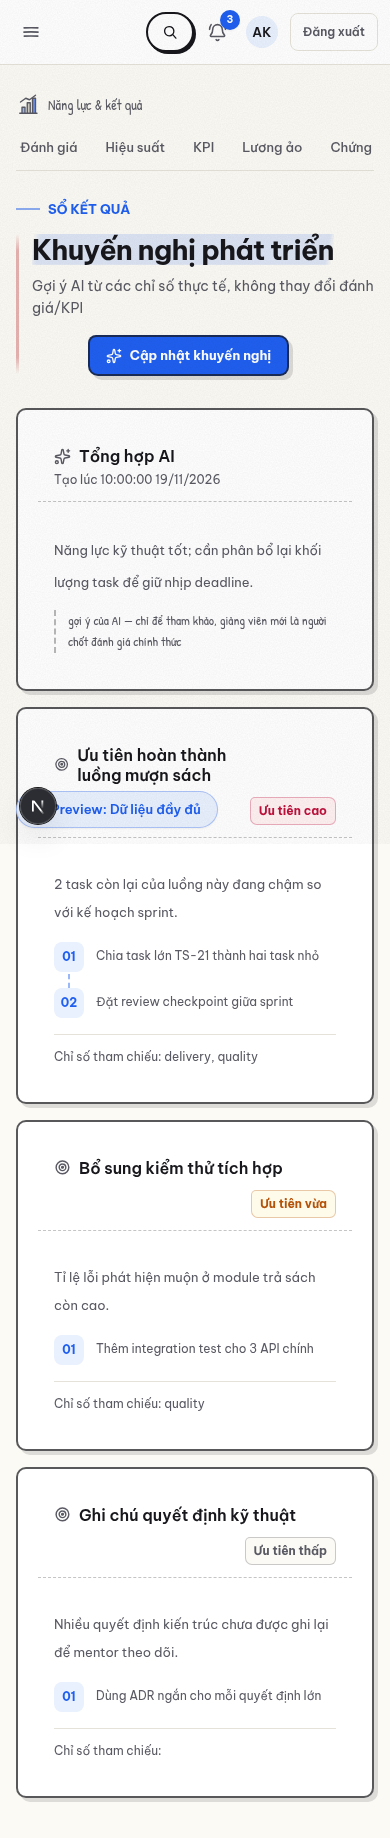 3
AK
Đăng xuất
Năng lực & kết quả
Đánh giá Hiệu suất KPI Lương ảo Chứng
SỔ KẾT QUẢ
Khuyến nghị phát triển
Gợi ý AI từ các chỉ số thực tế, không thay đổi đánh
giá/KPI
Cập nhật khuyến nghị
Tổng hợp AI
Tạo lúc 10:00:00 19/11/2026
Năng lực kỹ thuật tốt; cần phân bổ lại khối
lượng task để giữ nhịp deadline.
gợi ý của AI — chỉ để tham khảo, giảng viên mới là người
chốt đánh giá chính thức
Ưu tiên hoàn thành
luồng mượn sách
N
Preview: Dữ liệu đầy đủ
Ưu tiên cao
2 task còn lại của luồng này đang chậm so
với kế hoạch sprint.
01 Chia task lớn TS-21 thành hai task nhỏ
02 Đặt review checkpoint giữa sprint
Chỉ số tham chiếu: delivery, quality
Bổ sung kiểm thử tích hợp
Ưu tiên vừa
Tỉ lệ lỗi phát hiện muộn ở module trả sách
còn cao.
01 Thêm integration test cho 3 API chính
Chỉ số tham chiếu: quality
Ghi chú quyết định kỹ thuật
Ưu tiên thấp
Nhiều quyết định kiến trúc chưa được ghi lại
để mentor theo dõi.
01 Dùng ADR ngắn cho mỗi quyết định lớn
Chỉ số tham chiếu: